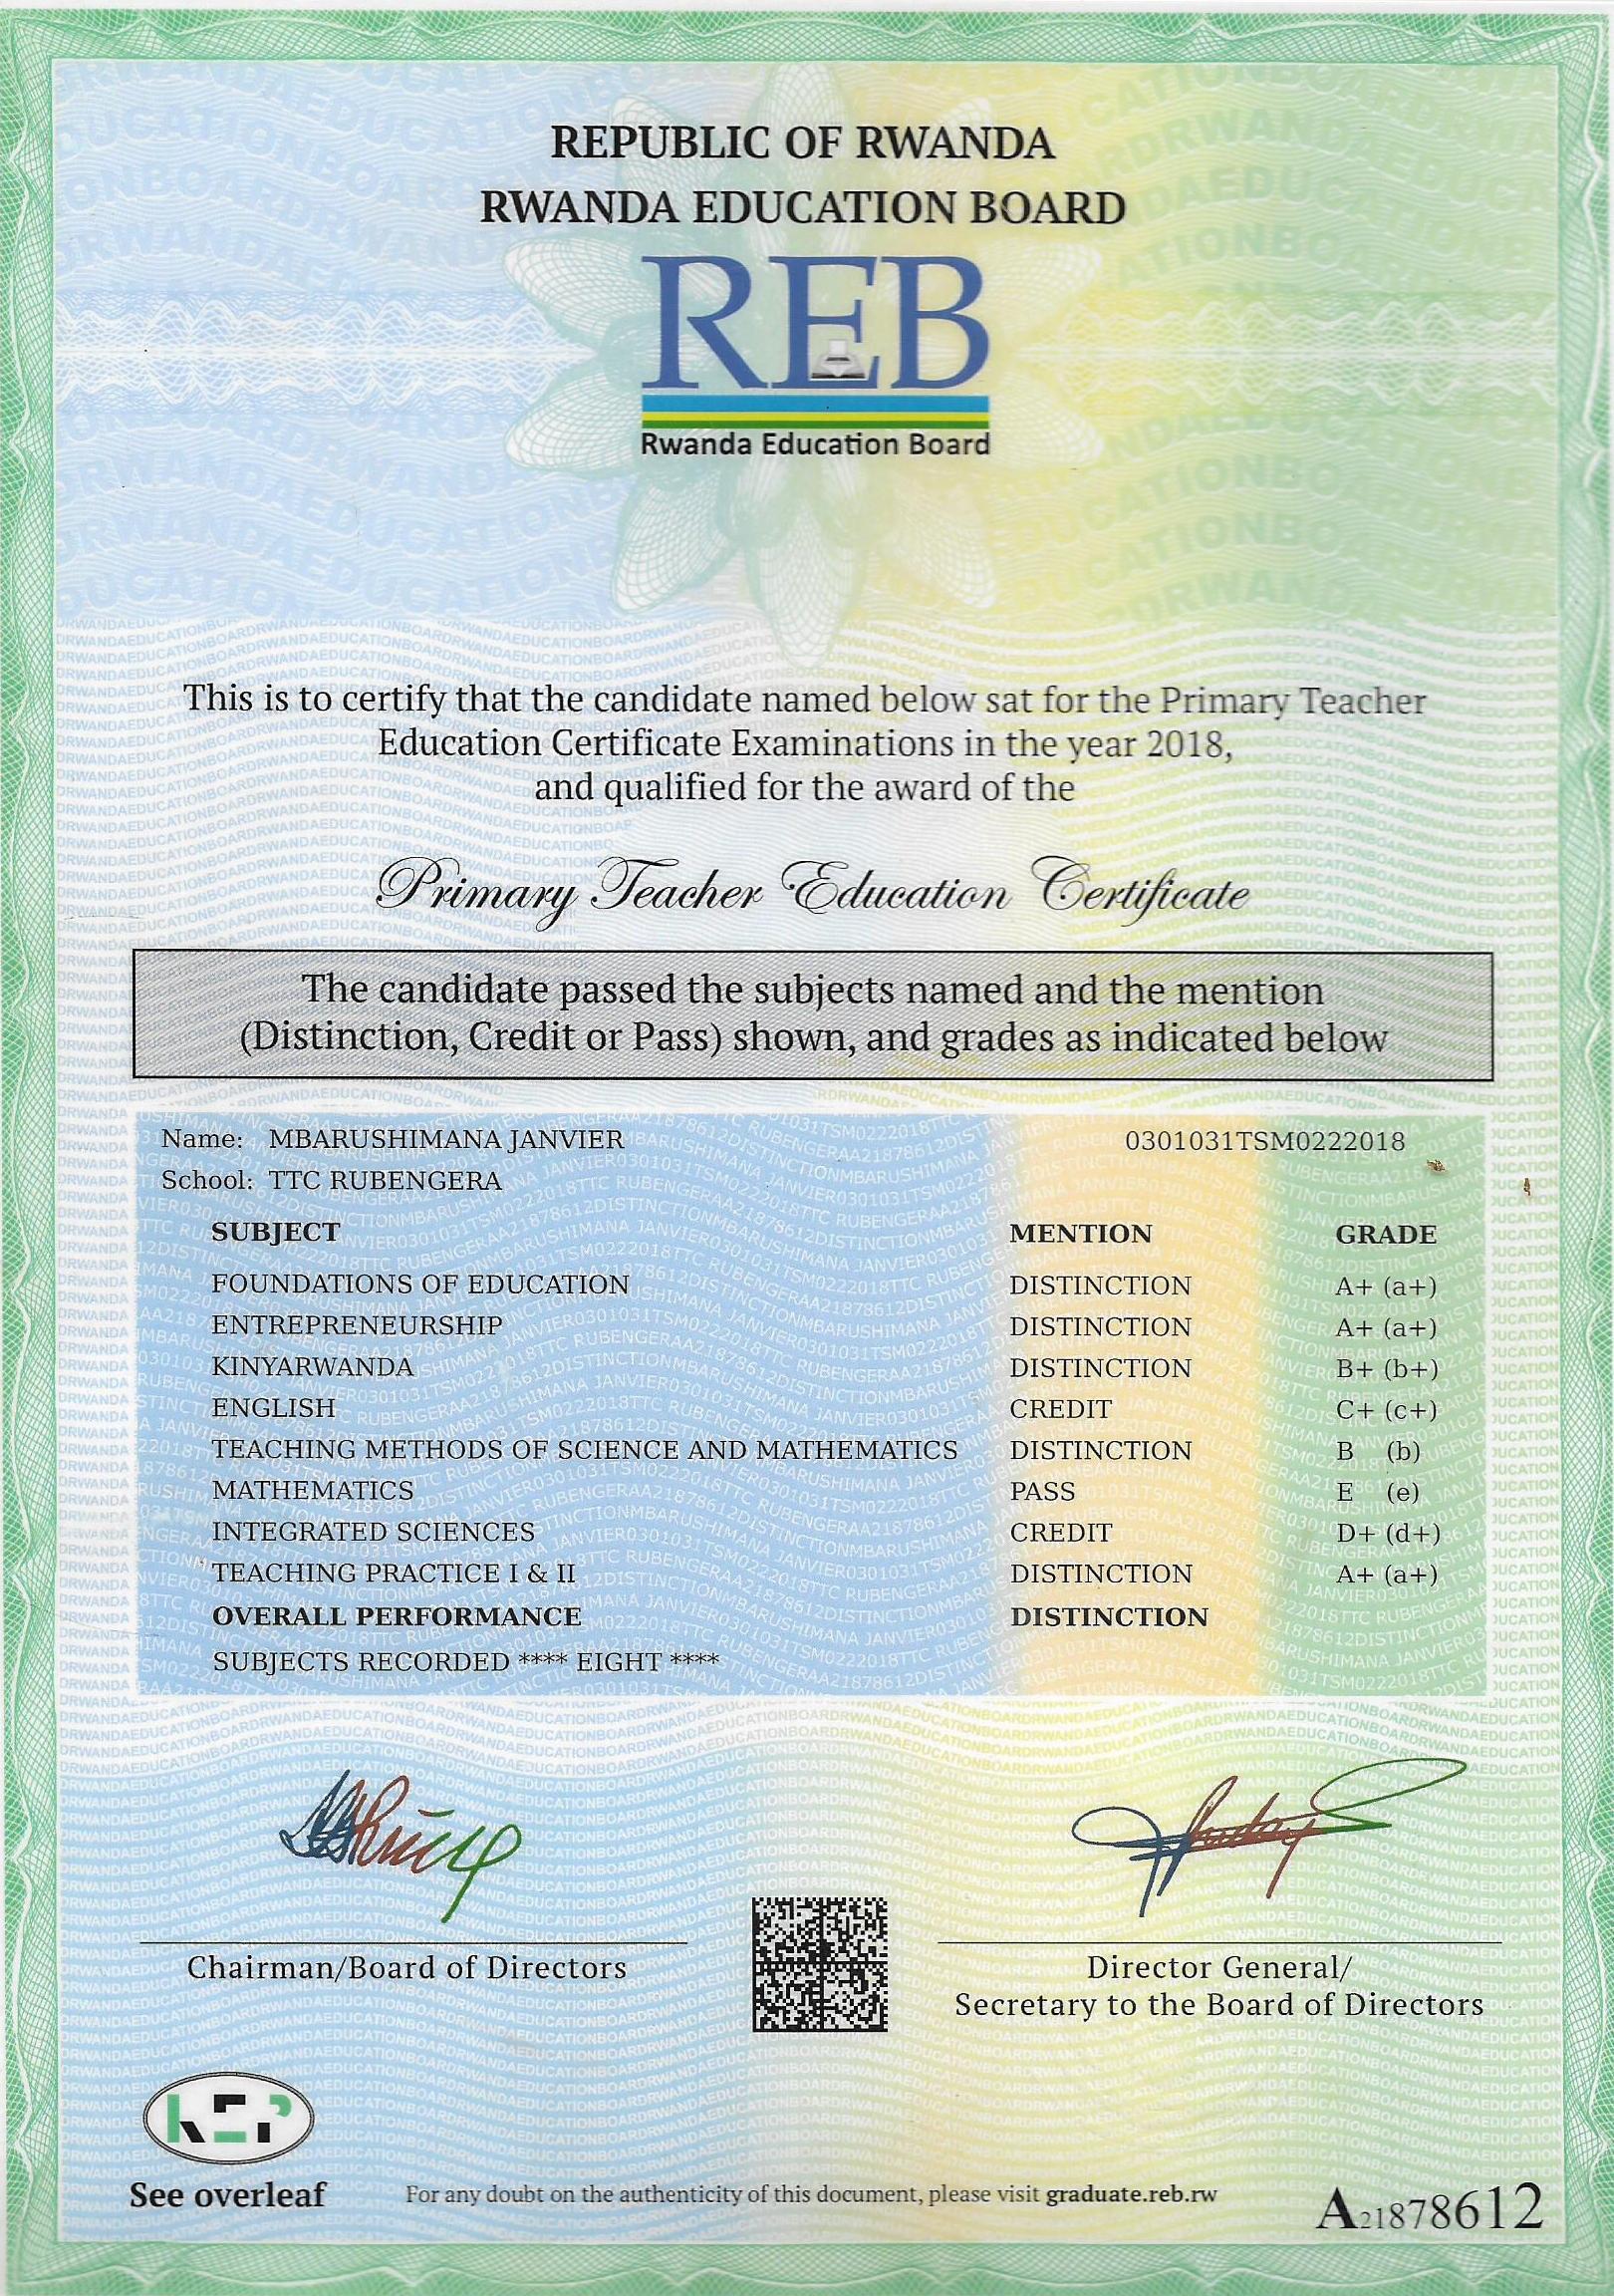 REPUBLIC OF RWANDA
RWANDA EDUCATION BOARD
REB
Rwanda Education Board
This is to certify that the candidate named below sat for the Primary Teacher
Education Certificate Examinations in the year 2018,
and qualified for the award of the
Primary Teacher Education Certificate
The candidate passed the subjects named and the mention
(Distinction, Credit or Pass) shown, and grades as indicated below
Name: MBARUSHIMANA JANVIER 0301031TSM0222018
School: TTC RUBENGERA
SUBJECT MENTION GRADE
FOUNDATIONS OF EDUCATION DISTINCTION A+ (a+)
ENTREPRENEURSHIP DISTINCTION A+ (a+)
KINYARWANDA DISTINCTION B+ (b+)
ENGLISH CREDIT C+ (c+)
TEACHING METHODS OF SCIENCE AND MATHEMATICS DISTINCTION B (b)
MATHEMATICS PASS E (e)
INTEGRATED SCIENCES CREDIT D+ (d+)
TEACHING PRACTICE I & II DISTINCTION A+ (a+)
OVERALL PERFORMANCE DISTINCTION
SUBJECTS RECORDED **** EIGHT ****
Chairman/Board of Directors
Director General/
Secretary to the Board of Directors
See overleaf
For any doubt on the authenticity of this document, please visit graduate.reb.rw
A21878612